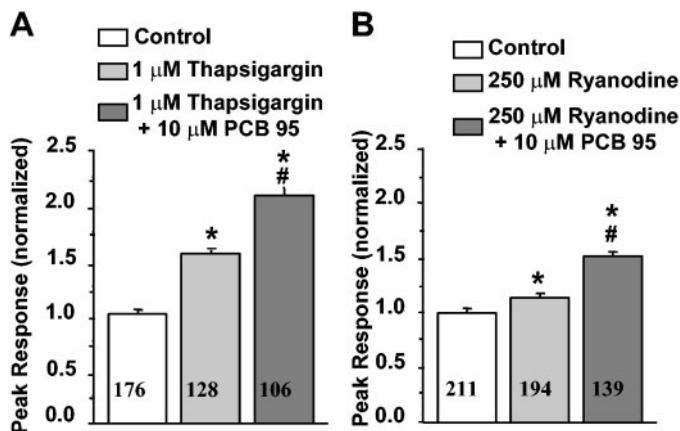 A
Control
1 μM Thapsigargin
1 μM Thapsigargin
+ 10 μM PCB 95
Peak Response (normalized)
2.5
2.0
1.5
1.0
0.5
0.0
*
*
#
176
128
106
B
Control
250 μM Ryanodine
250 μM Ryanodine
+ 10 μM PCB 95
Peak Response (normalized)
2.5
2.0
1.5
1.0
0.5
0.0
*
*
#
211
194
139